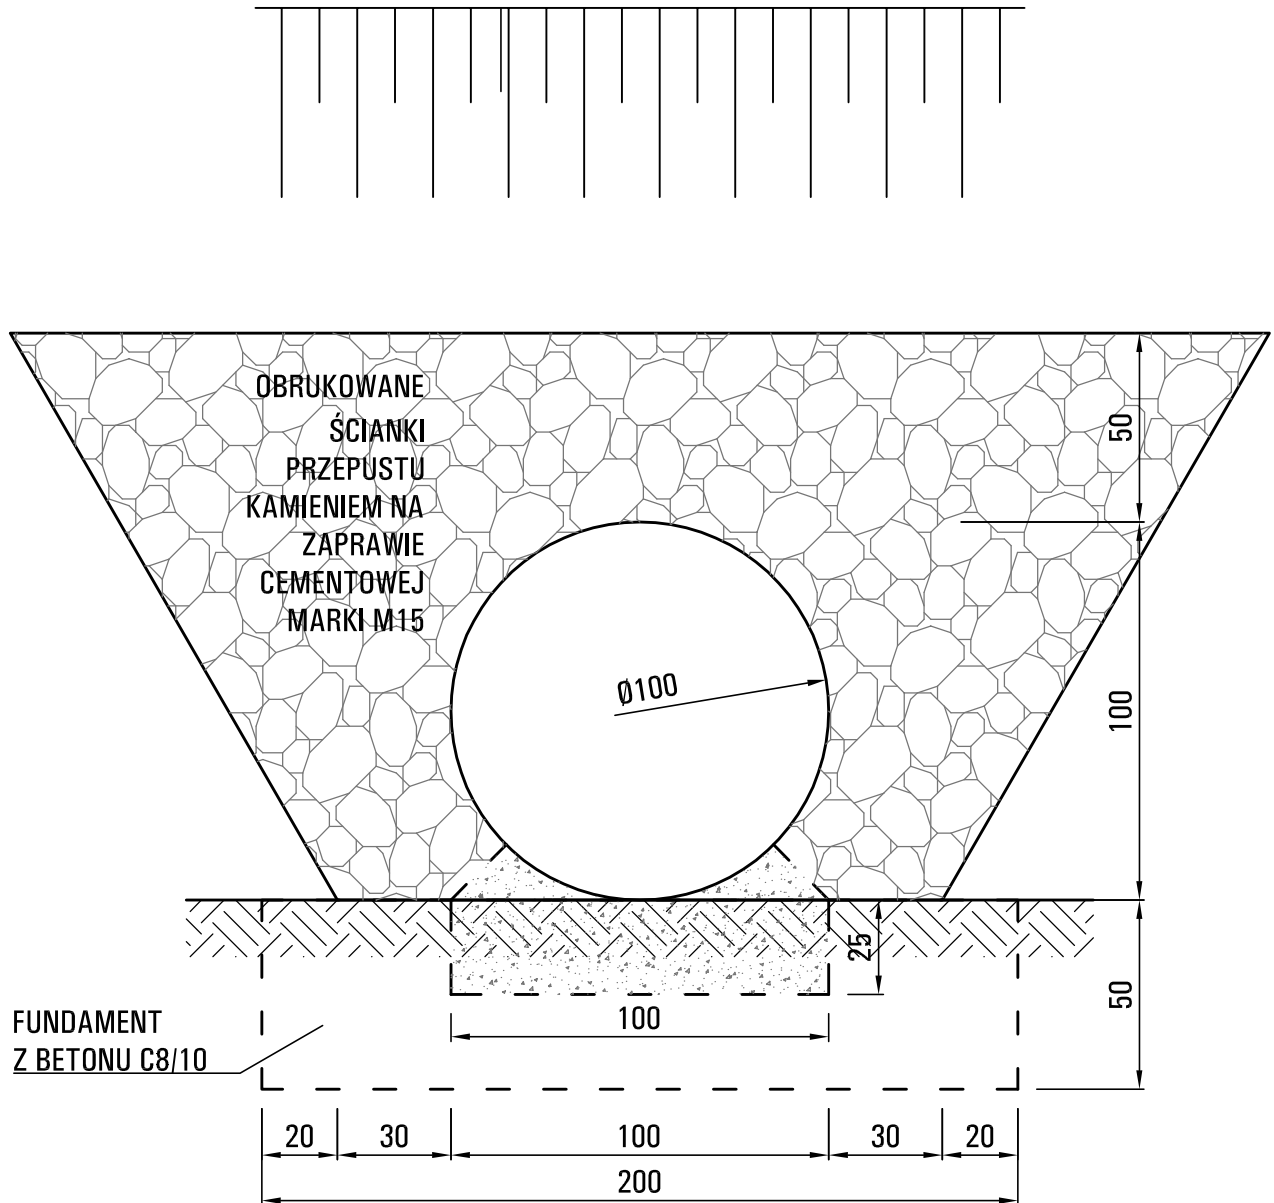 OBRUKOWANE
ŚCIANKI
PRZEPUSTU
KAMIENIEM NA
ZAPRAWIE
CEMENTOWEJ
MARKI M15
50
Ø100
100
25
50
FUNDAMENT
Z BETONU C8/10
100
20 30 100 30 20
200